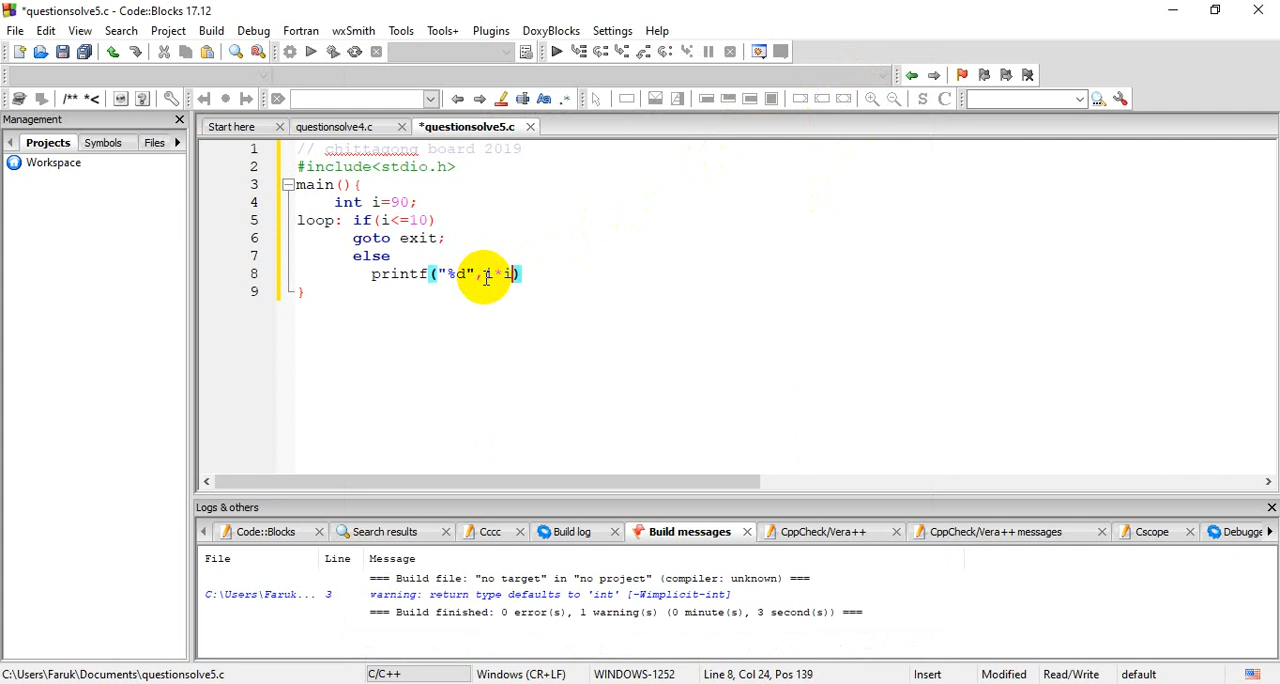 *questionsolve5.c - Code::Blocks 17.12
File Edit View Search Project Build Debug Fortran wxSmith Tools Tools+ Plugins DoxyBlocks Settings Help
/** *<
S C
Management
Projects Symbols Files
Workspace
Start here questionsolve4.c *questionsolve5.c
1 // chittagong board 2019
2 #include<stdio.h>
3 main(){
4 int i=90;
5 loop: if(i<=10)
6 goto exit;
7 else
8 printf("%d",i*i)
9 }
Logs & others
Code::Blocks Search results Cccc Build log Build messages CppCheck/Vera++ CppCheck/Vera++ messages Cscope Debugge
File Line Message
=== Build file: "no target" in "no project" (compiler: unknown) ===
C:\Users\Faruk... 3 warning: return type defaults to 'int' [-Wimplicit-int]
=== Build finished: 0 error(s), 1 warning(s) (0 minute(s), 3 second(s)) ===
C:\Users\Faruk\Documents\questionsolve5.c C/C++ Windows (CR+LF) WINDOWS-1252 Line 8, Col 24, Pos 139 Insert Modified Read/Write default